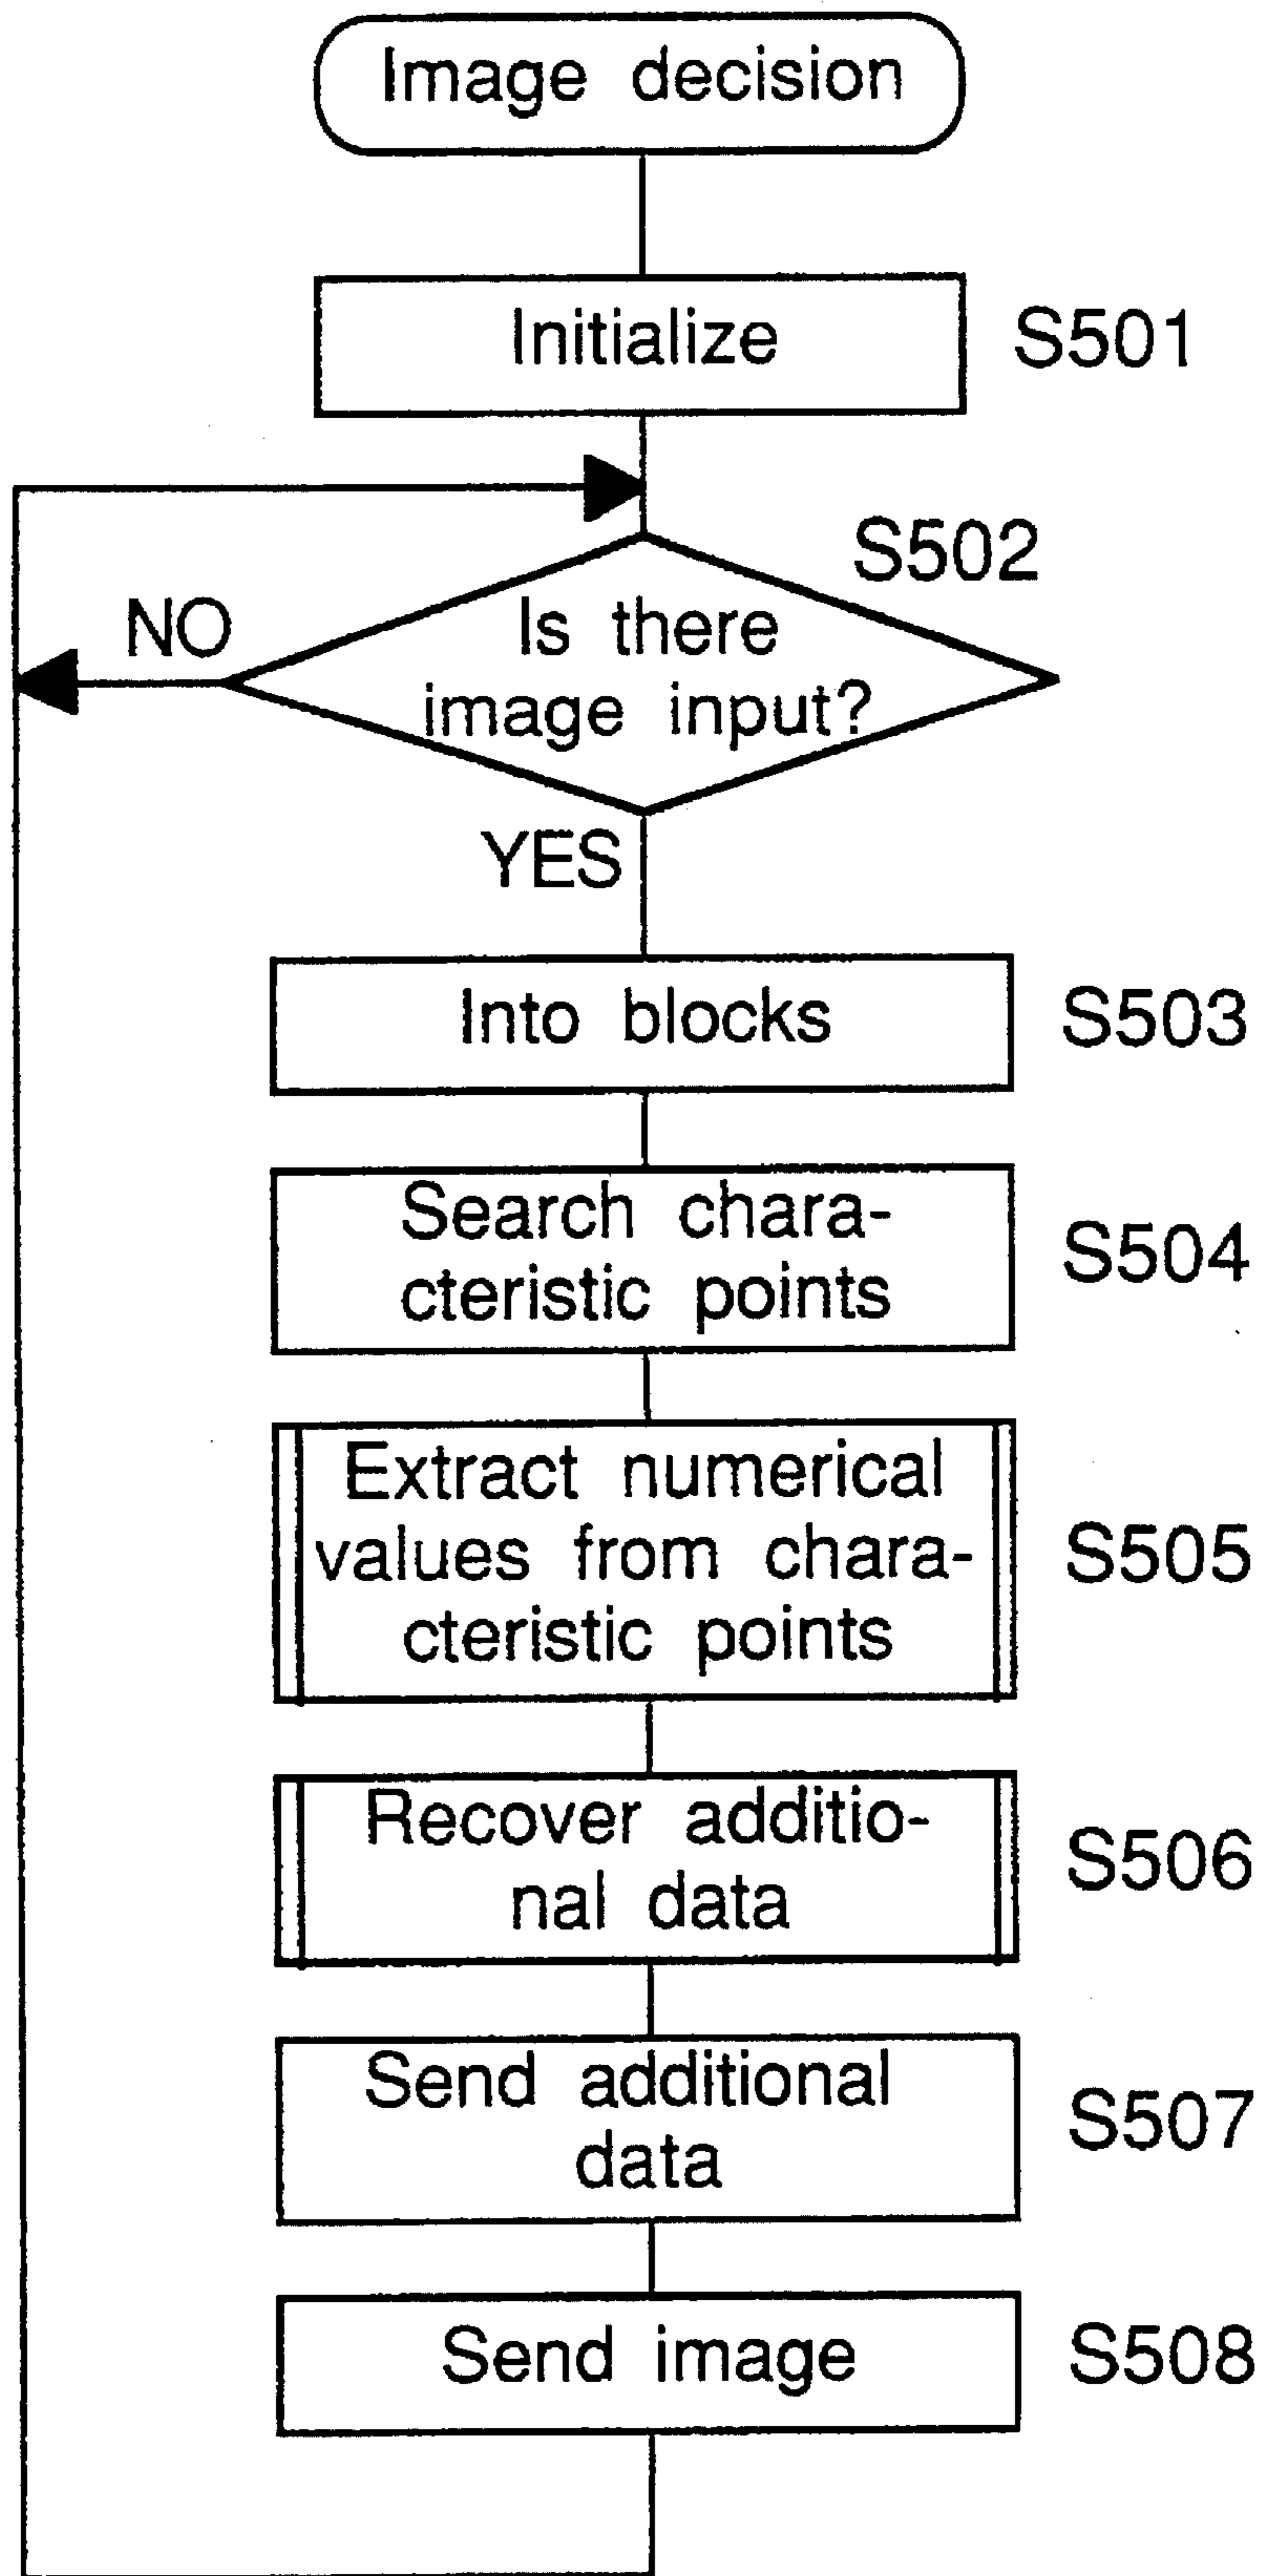 Image decision
Initialize
S501
S502
Is there
image input?
NO
YES
Into blocks
S503
Search chara-
cteristic points
S504
Extract numerical
values from chara-
cteristic points
S505
Recover additio-
nal data
S506
Send additional
data
S507
Send image
S508